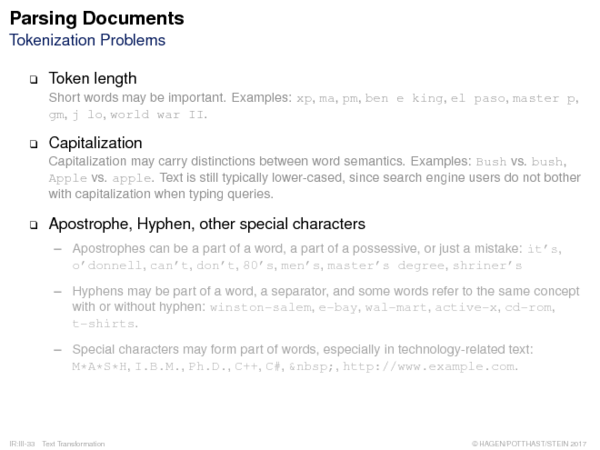 Parsing Documents
Tokenization Problems
❑ Token length
Short words may be important. Examples: xp, ma, pm, ben e king, el paso, master p,
gm, j lo, world war II.
❑ Capitalization
Capitalization may carry distinctions between word semantics. Examples: Bush vs. bush,
Apple vs. apple. Text is still typically lower-cased, since search engine users do not bother
with capitalization when typing queries.
❑ Apostrophe, Hyphen, other special characters
– Apostrophes can be a part of a word, a part of a possessive, or just a mistake: it's,
o'donnell, can't, don't, 80's, men's, master's degree, shriner's
– Hyphens may be part of a word, a separator, and some words refer to the same concept
with or without hyphen: winston-salem, e-bay, wal-mart, active-x, cd-rom,
t-shirts.
– Special characters may form part of words, especially in technology-related text:
M*A*S*H, I.B.M., Ph.D., C++, C#, &nbsp;, http://www.example.com.
IR:III-33 Text Transformation
© HAGEN/POTTHAST/STEIN 2017